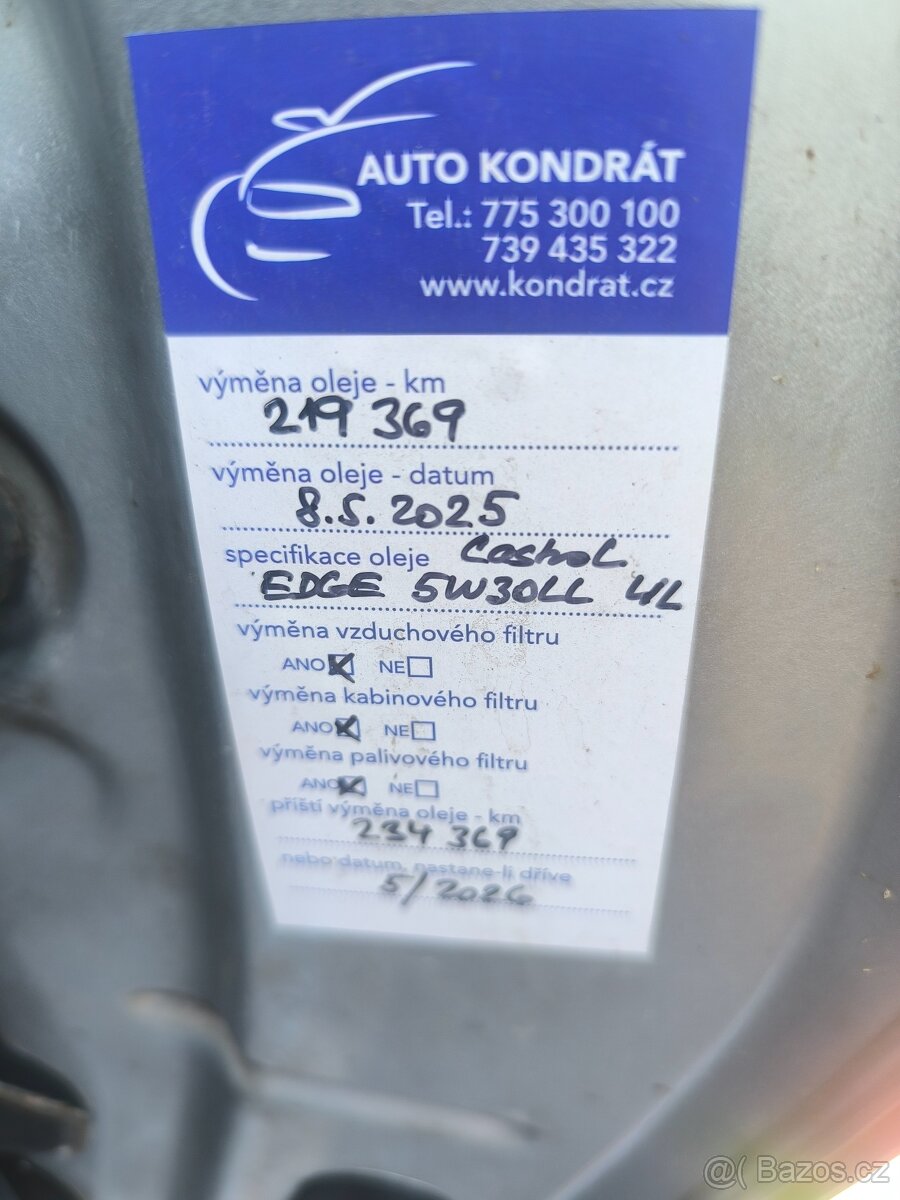 AUTO KONDRÁT
Tel.: 775 300 100
739 435 322
www.kondrat.cz
výměna oleje - km
219 369
výměna oleje - datum
8.5.2025
specifikace oleje Castrol
EDGE 5W30LL 4L
výměna vzduchového filtru
ANO NE
výměna kabinového filtru
ANO NE
výměna palivového filtru
ANO NE
příští výměna oleje - km
234 369
nebo datum, nastane-li dříve
5/2026
@( Bazos.cz